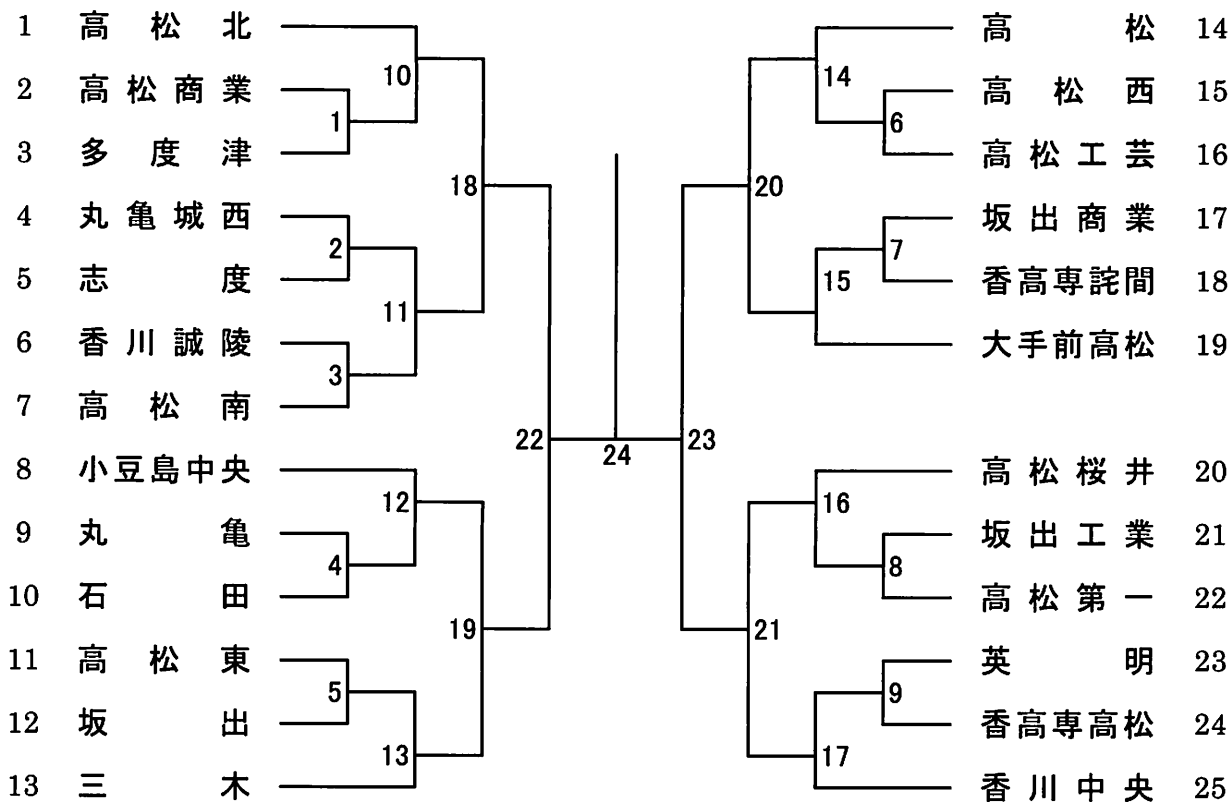 1 高松北
2 高松商業
3 多度津
4 丸亀城西
5 志度
6 香川誠陵
7 高松南
8 小豆島中央
9 丸亀
10 石田
11 高松東
12 坂出
13 三木
10
1
18
2
11
3
22
12
4
19
5
13
24
23
14
6
20
7
15
16
8
21
9
17
高松 14
高松西 15
高松工芸 16
坂出商業 17
香高専詫間 18
大手前高松 19
高松桜井 20
坂出工業 21
高松第一 22
英明 23
香高専高松 24
香川中央 25